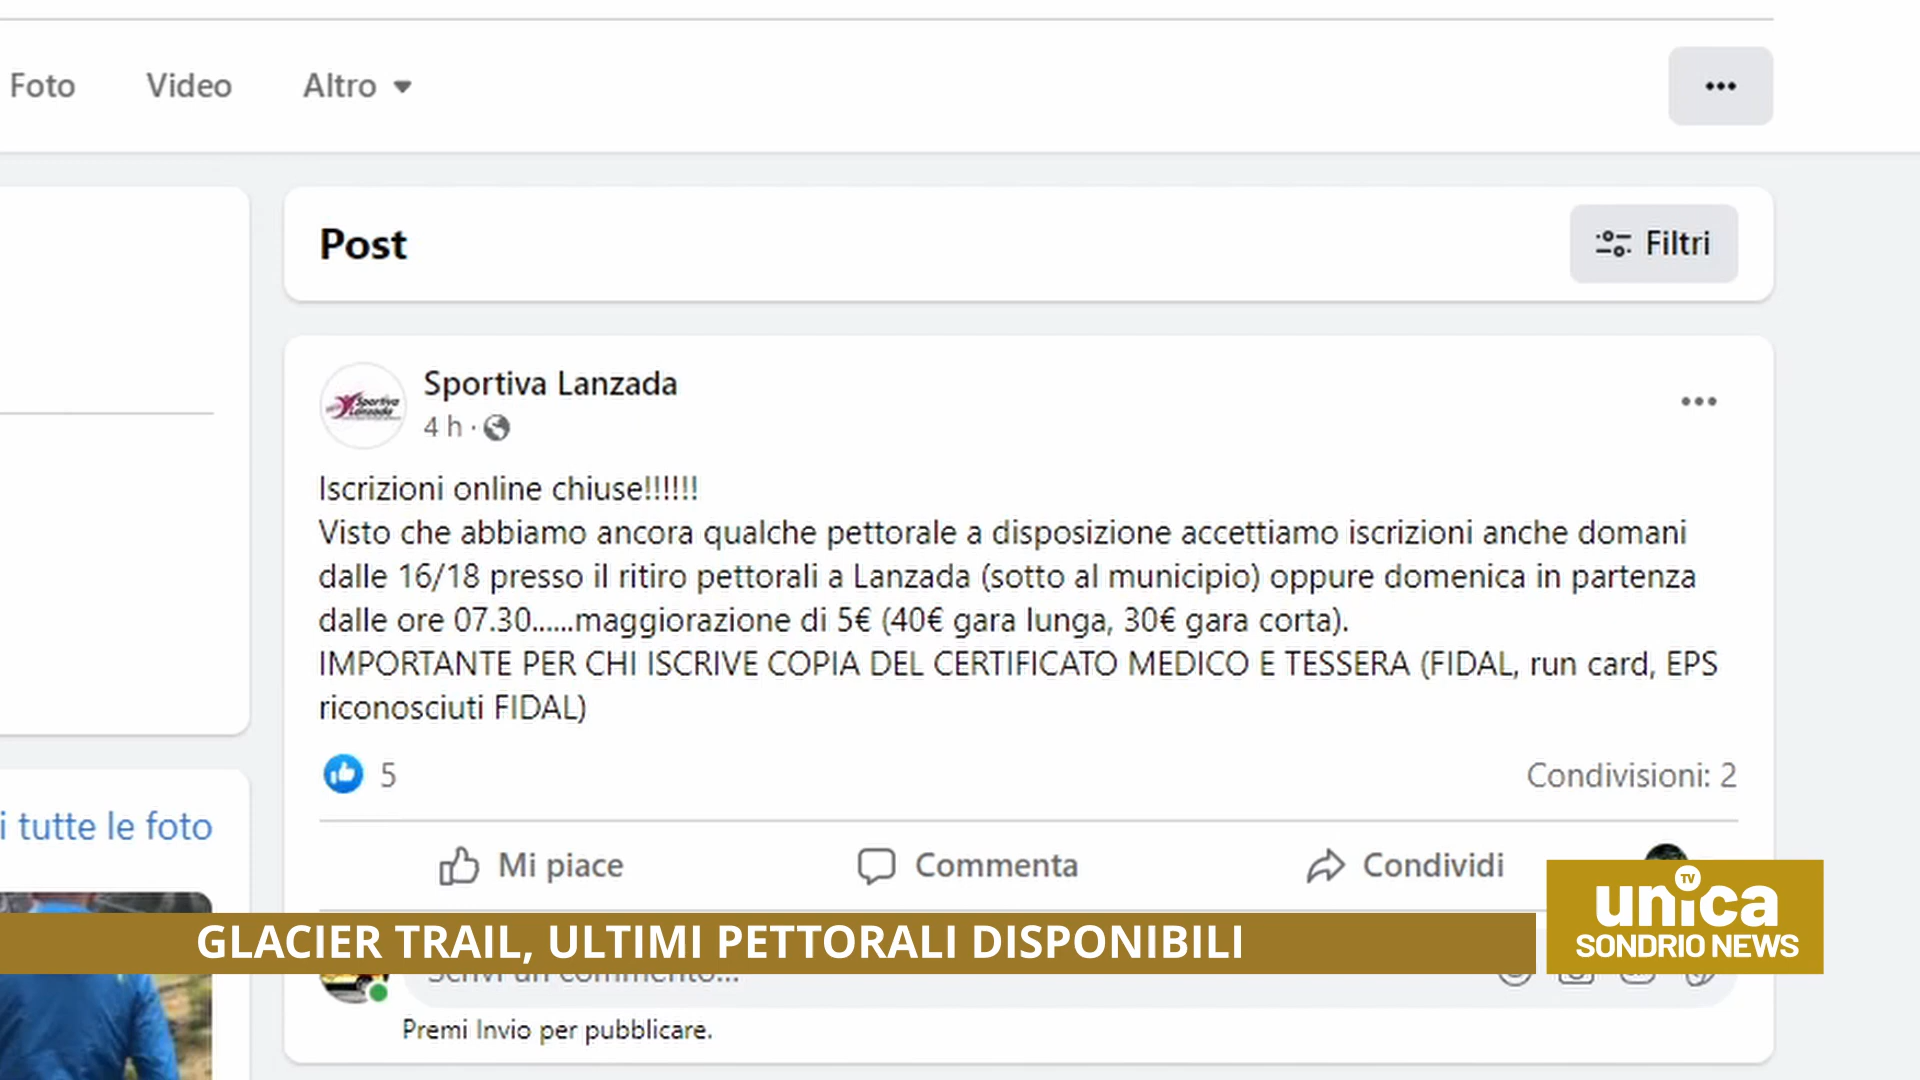 Foto Video Altro
Post
Filtri
Sportiva Lanzada
Sportiva
Lanzada
4 h ·
Iscrizioni online chiuse!!!!!!
Visto che abbiamo ancora qualche pettorale a disposizione accettiamo iscrizioni anche domani
dalle 16/18 presso il ritiro pettorali a Lanzada (sotto al municipio) oppure domenica in partenza
dalle ore 07.30......maggiorazione di 5€ (40€ gara lunga, 30€ gara corta).
IMPORTANTE PER CHI ISCRIVE COPIA DEL CERTIFICATO MEDICO E TESSERA (FIDAL, run card, EPS
riconosciuti FIDAL)
5
Condivisioni: 2
i tutte le foto
Mi piace Commenta Condividi
GLACIER TRAIL, ULTIMI PETTORALI DISPONIBILI
unica TV
SONDRIO NEWS
Scrivi un commento...
Premi Invio per pubblicare.